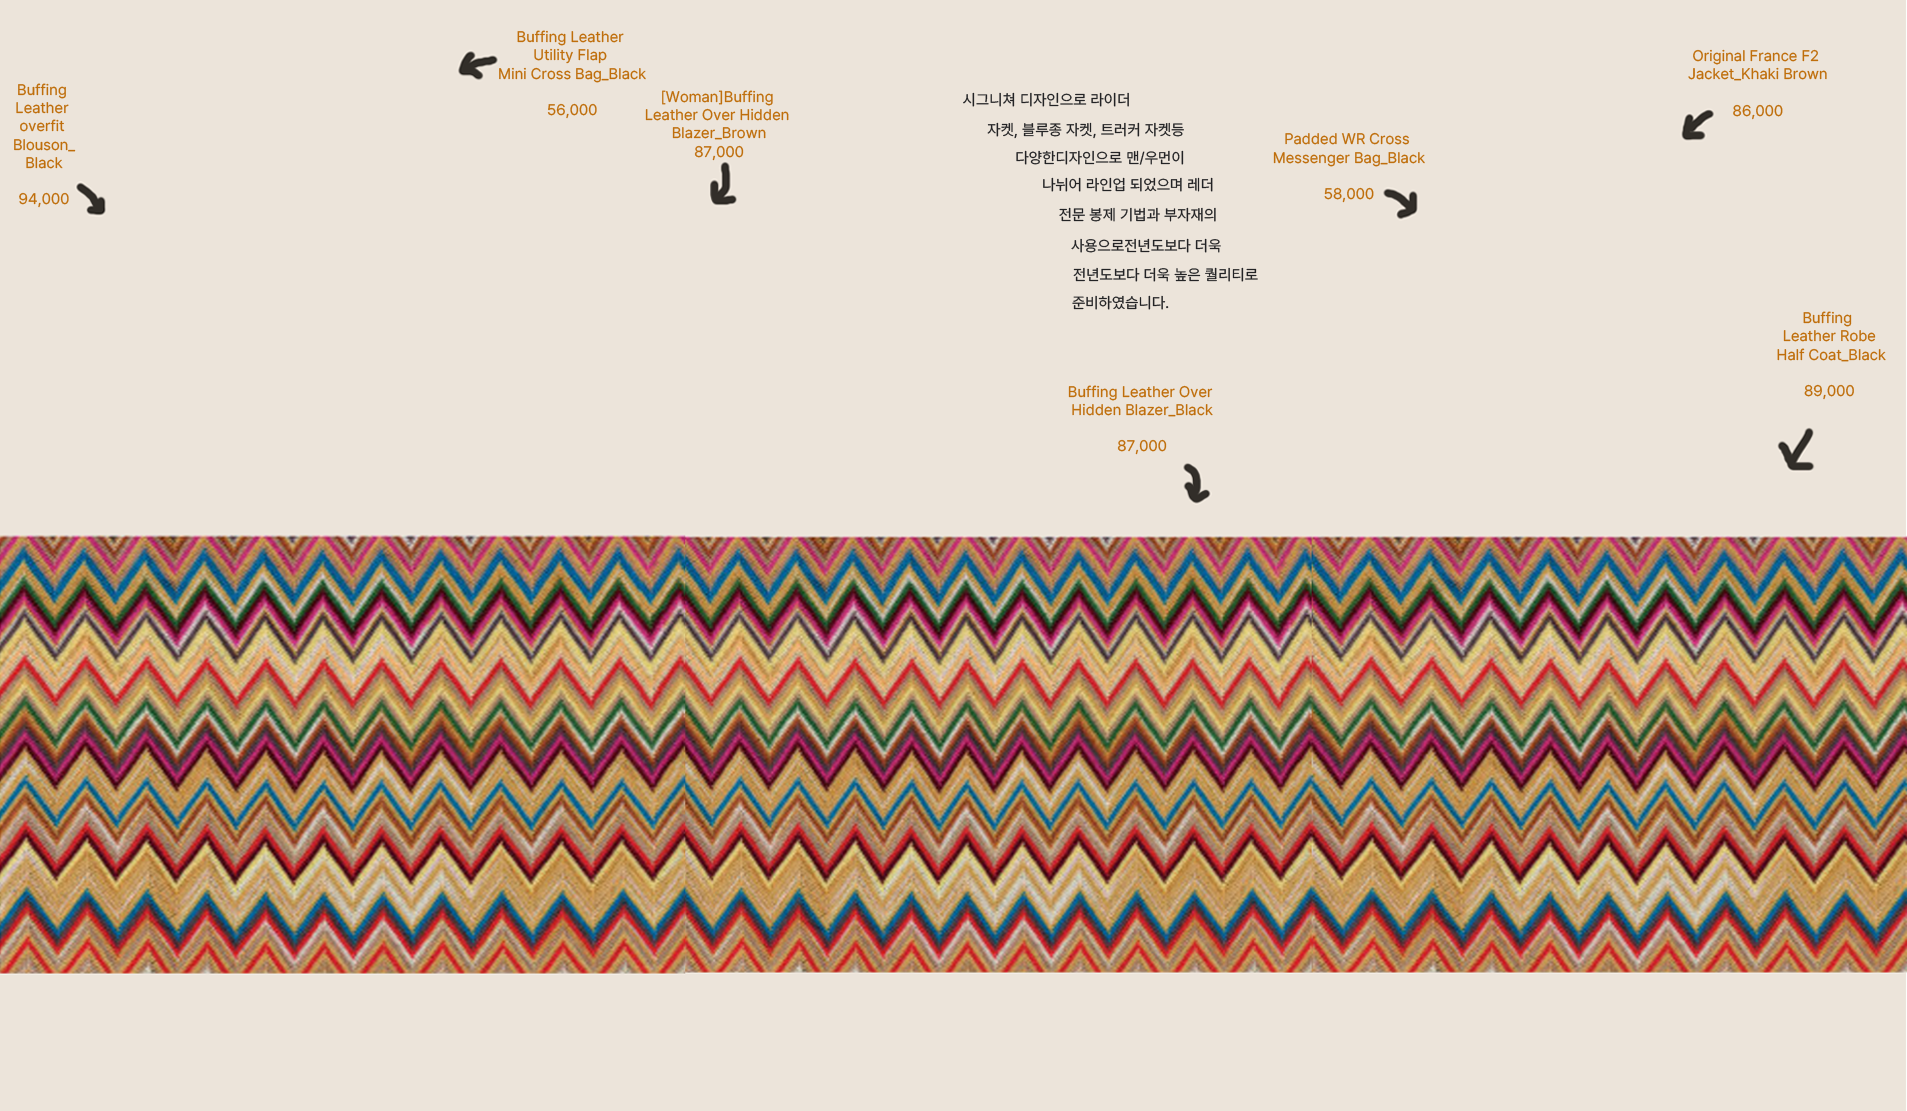 Buffing
Leather
overfit
Blouson_
Black
94,000
Buffing Leather
Utility Flap
Mini Cross Bag_Black
56,000
[Woman]Buffing
Leather Over Hidden
Blazer_Brown
87,000
시그니쳐 디자인으로 라이더
자켓, 블루종 자켓, 트러커 자켓등
다양한디자인으로 맨/우먼이
나뉘어 라인업 되었으며 레더
전문 봉제 기법과 부자재의
사용으로전년도보다 더욱
전년도보다 더욱 높은 퀄리티로
준비하였습니다.
Buffing Leather Over
Hidden Blazer_Black
87,000
Padded WR Cross
Messenger Bag_Black
58,000
Original France F2
Jacket_Khaki Brown
86,000
Buffing
Leather Robe
Half Coat_Black
89,000